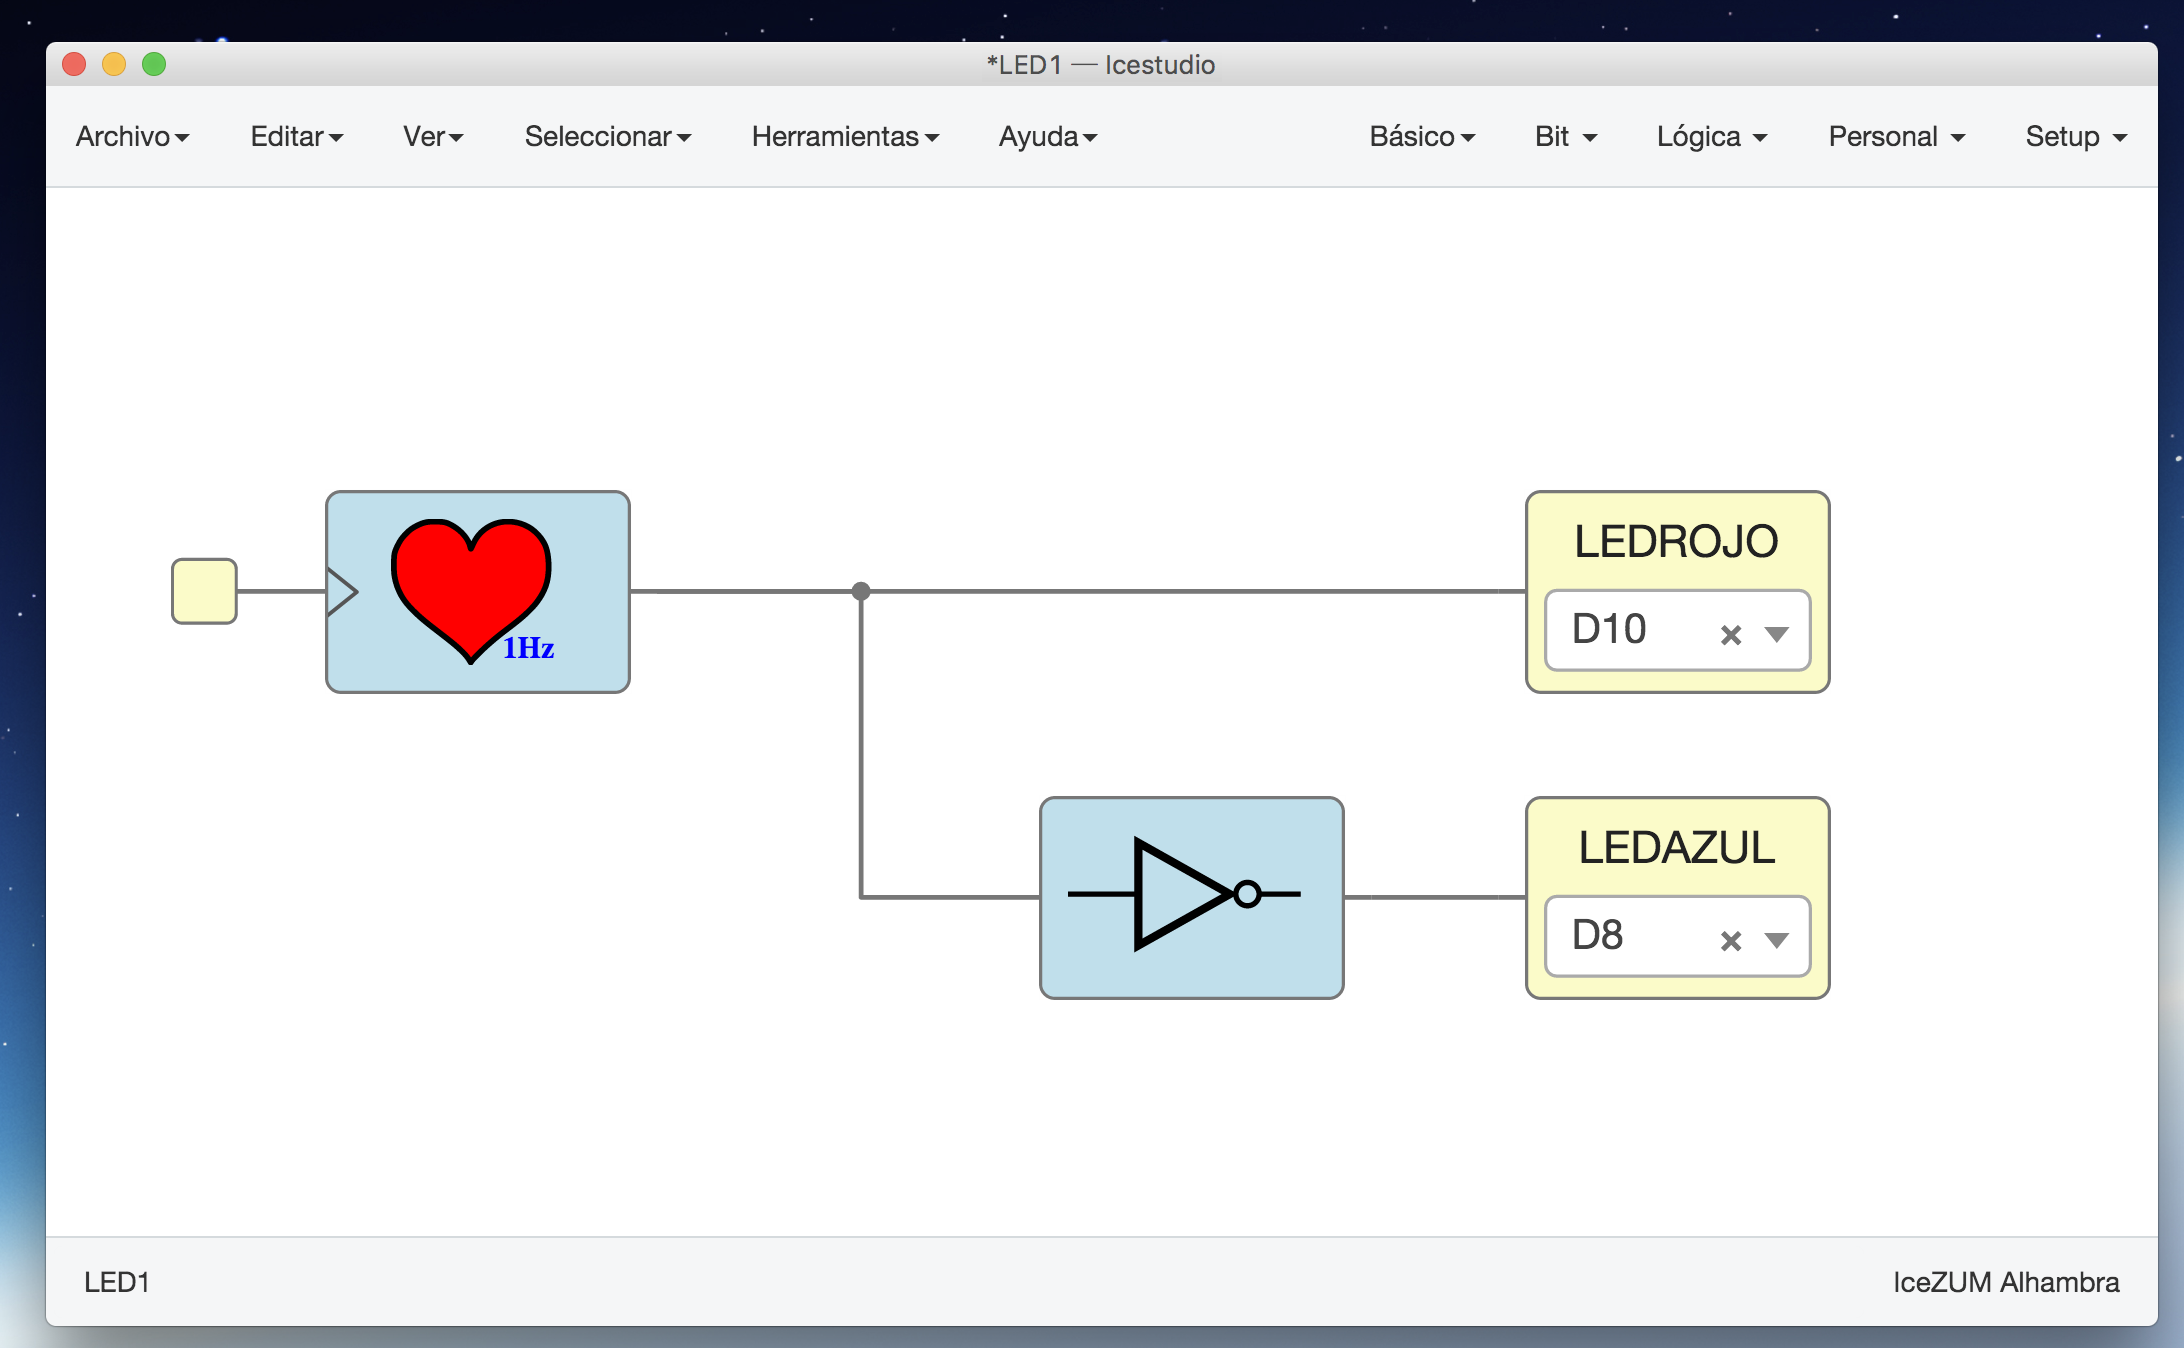 *LED1 — Icestudio
Archivo Editar Ver Seleccionar Herramientas Ayuda Básico Bit Lógica Personal Setup
LEDROJO
D10
1Hz
LEDAZUL
D8
LED1 IceZUM Alhambra